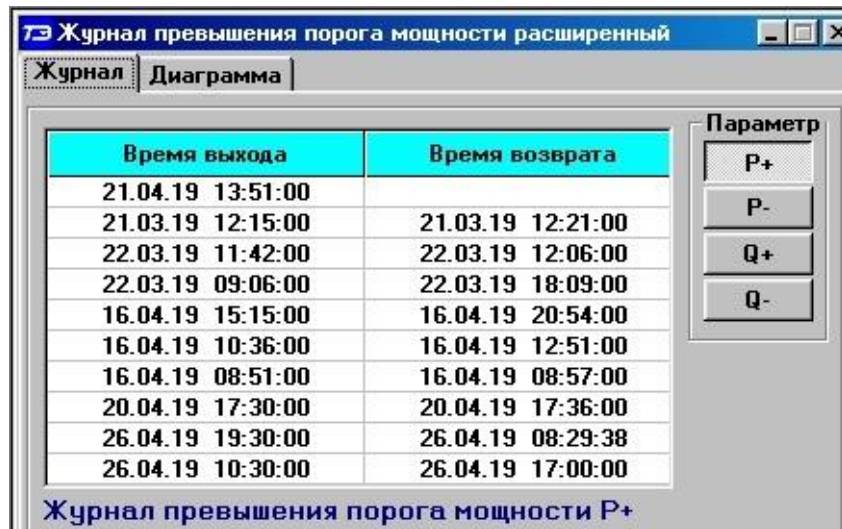 ТЭ Журнал превышения порога мощности расширенный
Журнал Диаграмма
Параметр
Время выхода Время возврата
P+
21.04.19 13:51:00
P-
21.03.19 12:15:00 21.03.19 12:21:00
22.03.19 11:42:00 22.03.19 12:06:00
Q+
22.03.19 09:06:00 22.03.19 18:09:00
Q-
16.04.19 15:15:00 16.04.19 20:54:00
16.04.19 10:36:00 16.04.19 12:51:00
16.04.19 08:51:00 16.04.19 08:57:00
20.04.19 17:30:00 20.04.19 17:36:00
26.04.19 19:30:00 26.04.19 08:29:38
26.04.19 10:30:00 26.04.19 17:00:00
Журнал превышения порога мощности P+